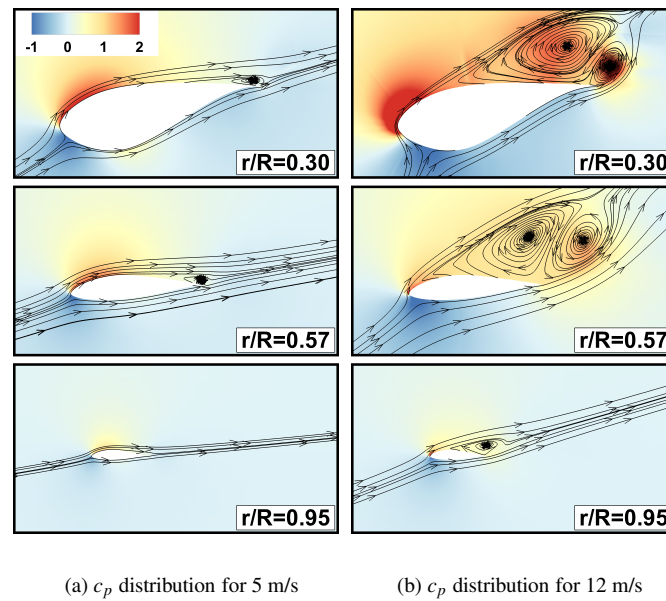 -1 0 1 2
r/R=0.30
r/R=0.30
r/R=0.57
r/R=0.57
r/R=0.95
r/R=0.95
(a) cp distribution for 5 m/s
(b) cp distribution for 12 m/s